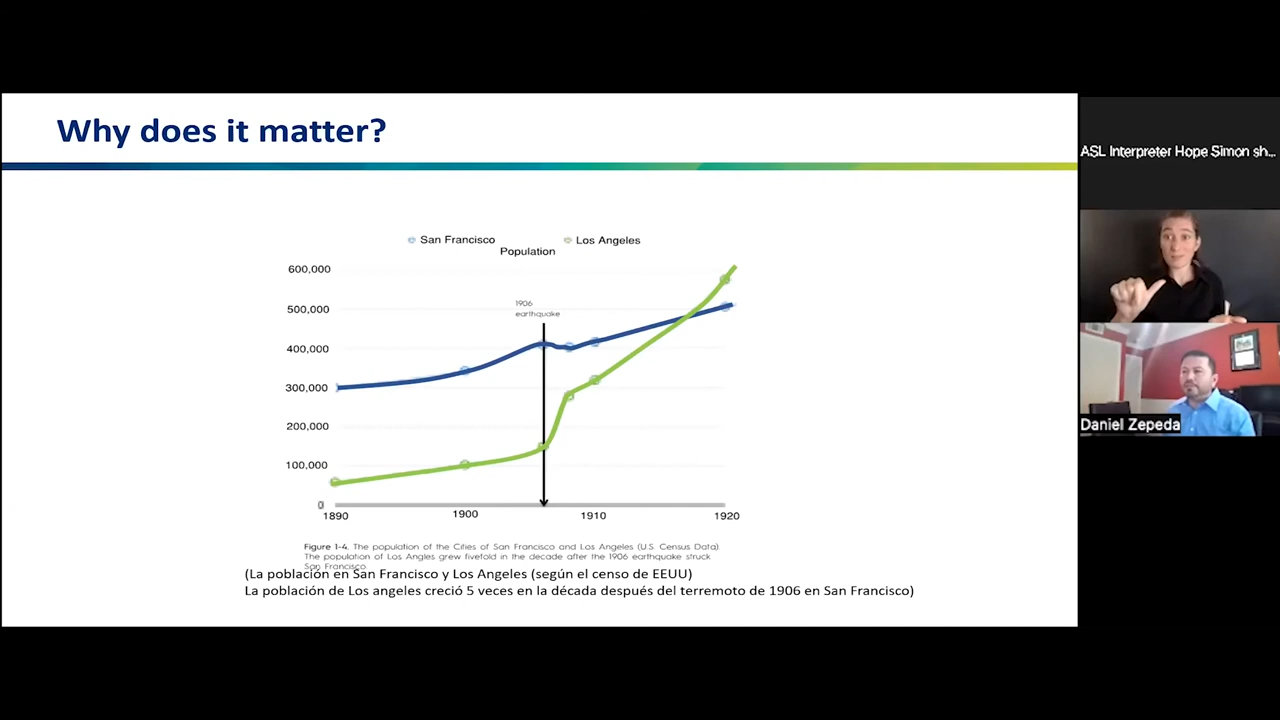 Why does it matter?
San Francisco
Los Angeles
Population
600,000
500,000
400,000
300,000
200,000
100,000
0
1906
earthquake
1890
1900
1910
1920
Figure 1-4. The population of the Cities of San Francisco and Los Angeles (U.S. Census Data).
The population of Los Angles grew fivefold in the decade after the 1906 earthquake struck
San Francisco.
(La población en San Francisco y Los Angeles (según el censo de EEUU)
La población de Los angeles creció 5 veces en la década después del terremoto de 1906 en San Francisco)
ASL Interpreter Hope Simon sh...
Daniel Zepeda